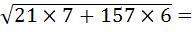 √(21 × 7 + 157 × 6) =